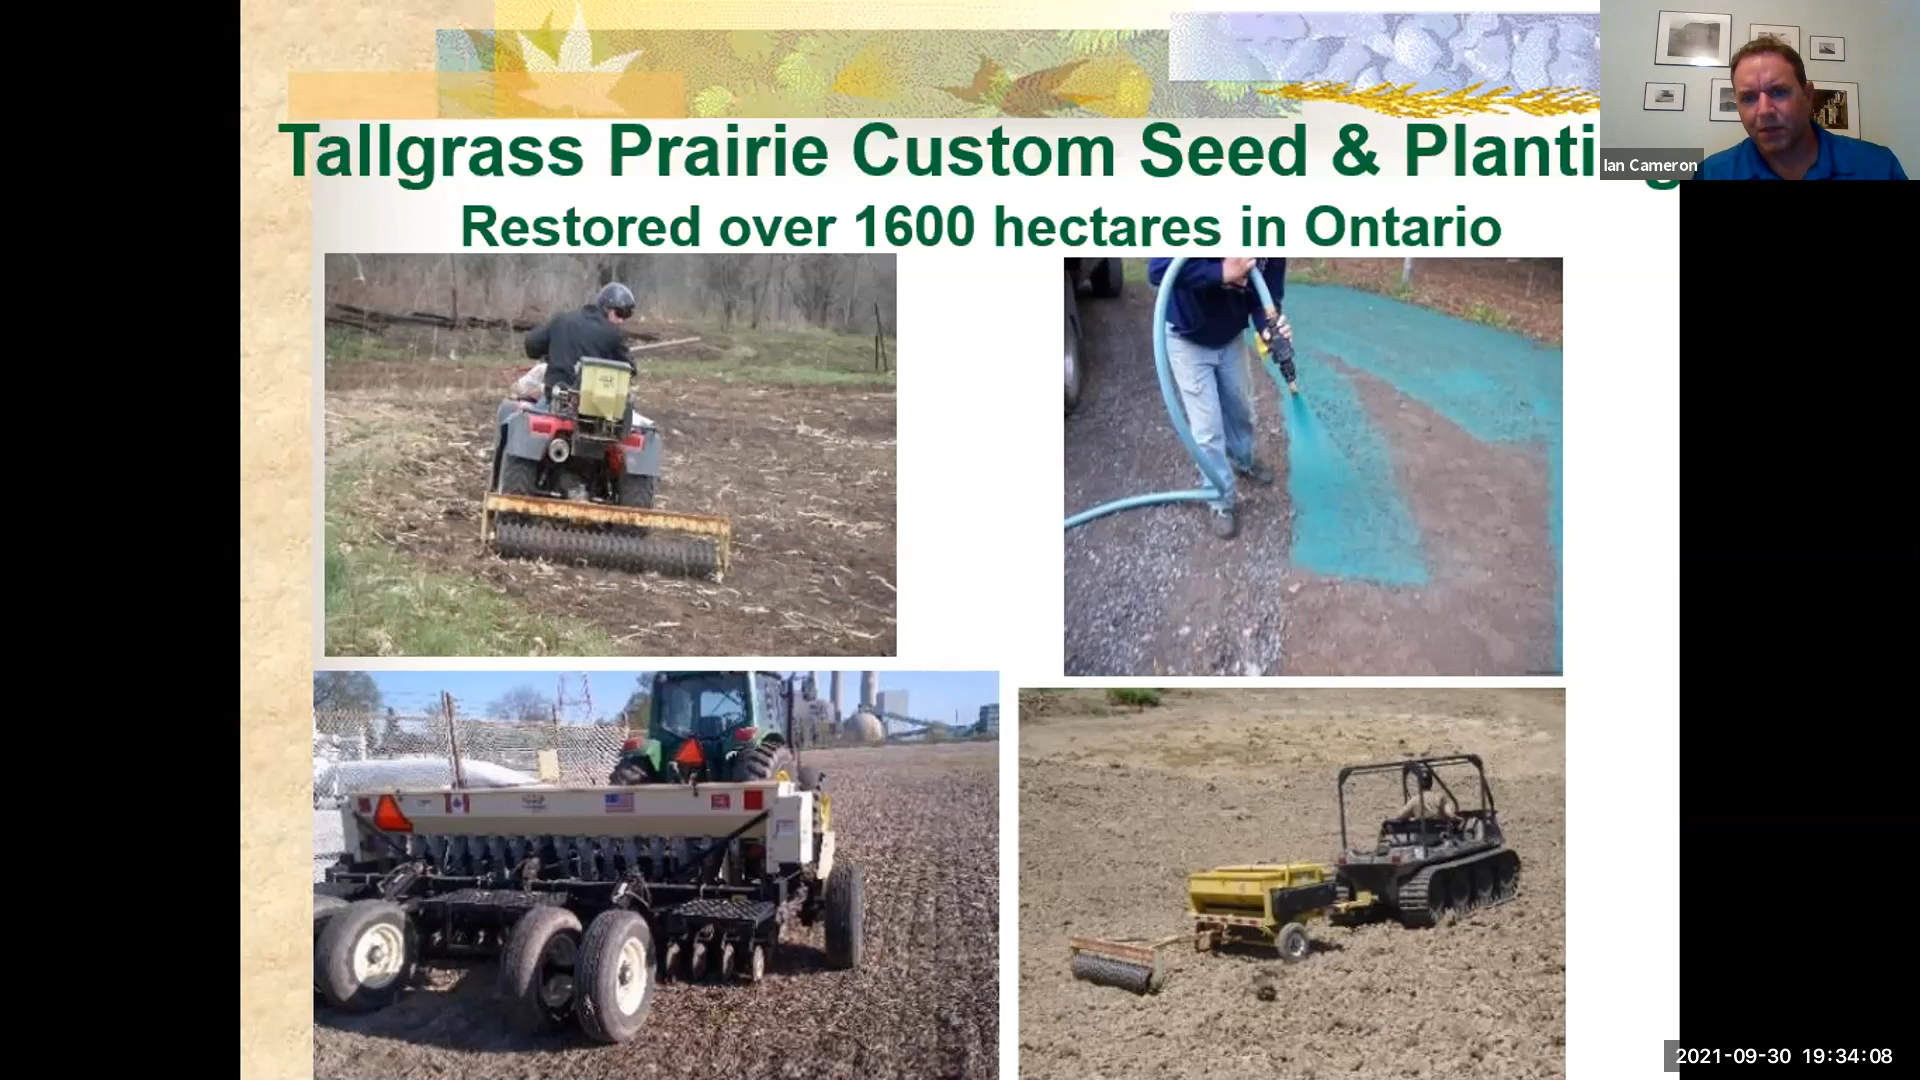 Tallgrass Prairie Custom Seed & Planti
Restored over 1600 hectares in Ontario
Ian Cameron
2021-09-30 19:34:08